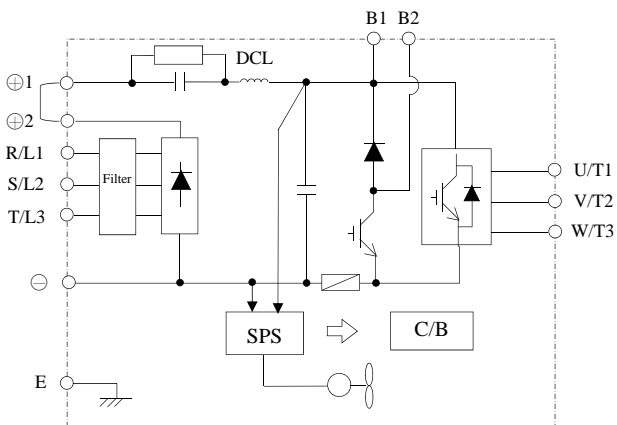 B1 B2
DCL
⊕1
⊕2
R/L1
S/L2
T/L3
Filter
U/T1
V/T2
W/T3
⊖
SPS
C/B
E